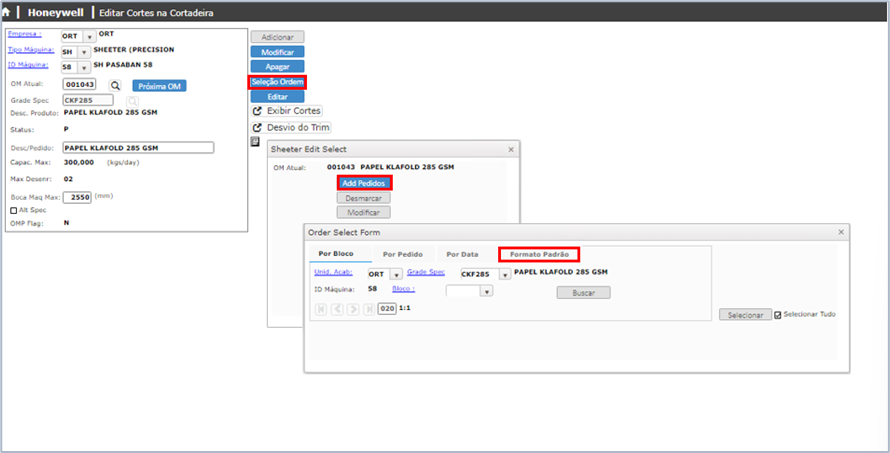 Honeywell Editar Cortes na Cortadeira
Empresa : ORT ORT
Tipo Máquina: SH SHEETER (PRECISION
ID Máquina: 58 SH PASABAN 58
OM Atual: 001043 Próxima OM
Grade Spec CKF285
Desc. Produto: PAPEL KLAFOLD 285 GSM
Status: P
Desc/Pedido: PAPEL KLAFOLD 285 GSM
Capac. Max: 300,000 (kgs/day)
Max Desenr: 02
Boca Maq Max: 2550 (mm)
Alt Spec
OMP Flag: N
Adicionar
Modificar
Apagar
Seleção Ordem
Editar
Exibir Cortes
Desvio do Trim
Sheeter Edit Select
OM Atual: 001043 PAPEL KLAFOLD 285 GSM
Add Pedidos
Desmarcar
Modificar
Order Select Form
Por Bloco Por Pedido Por Data Formato Padrão
Unid. Acab: ORT Grade Spec CKF285 PAPEL KLAFOLD 285 GSM
ID Máquina: 58 Bloco :
Buscar
020 1:1
Selecionar Selecionar Tudo